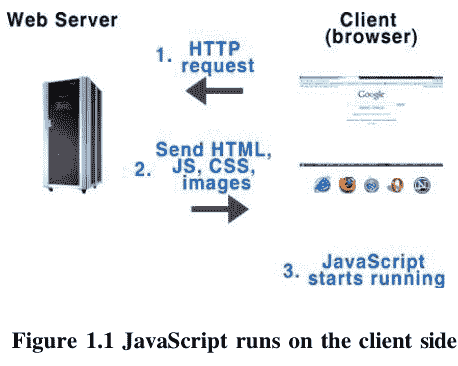 Web Server
Client
(browser)
1. HTTP
request
Google
Send HTML,
2. JS, CSS,
images
3. JavaScript
starts running
Figure 1.1 JavaScript runs on the client side